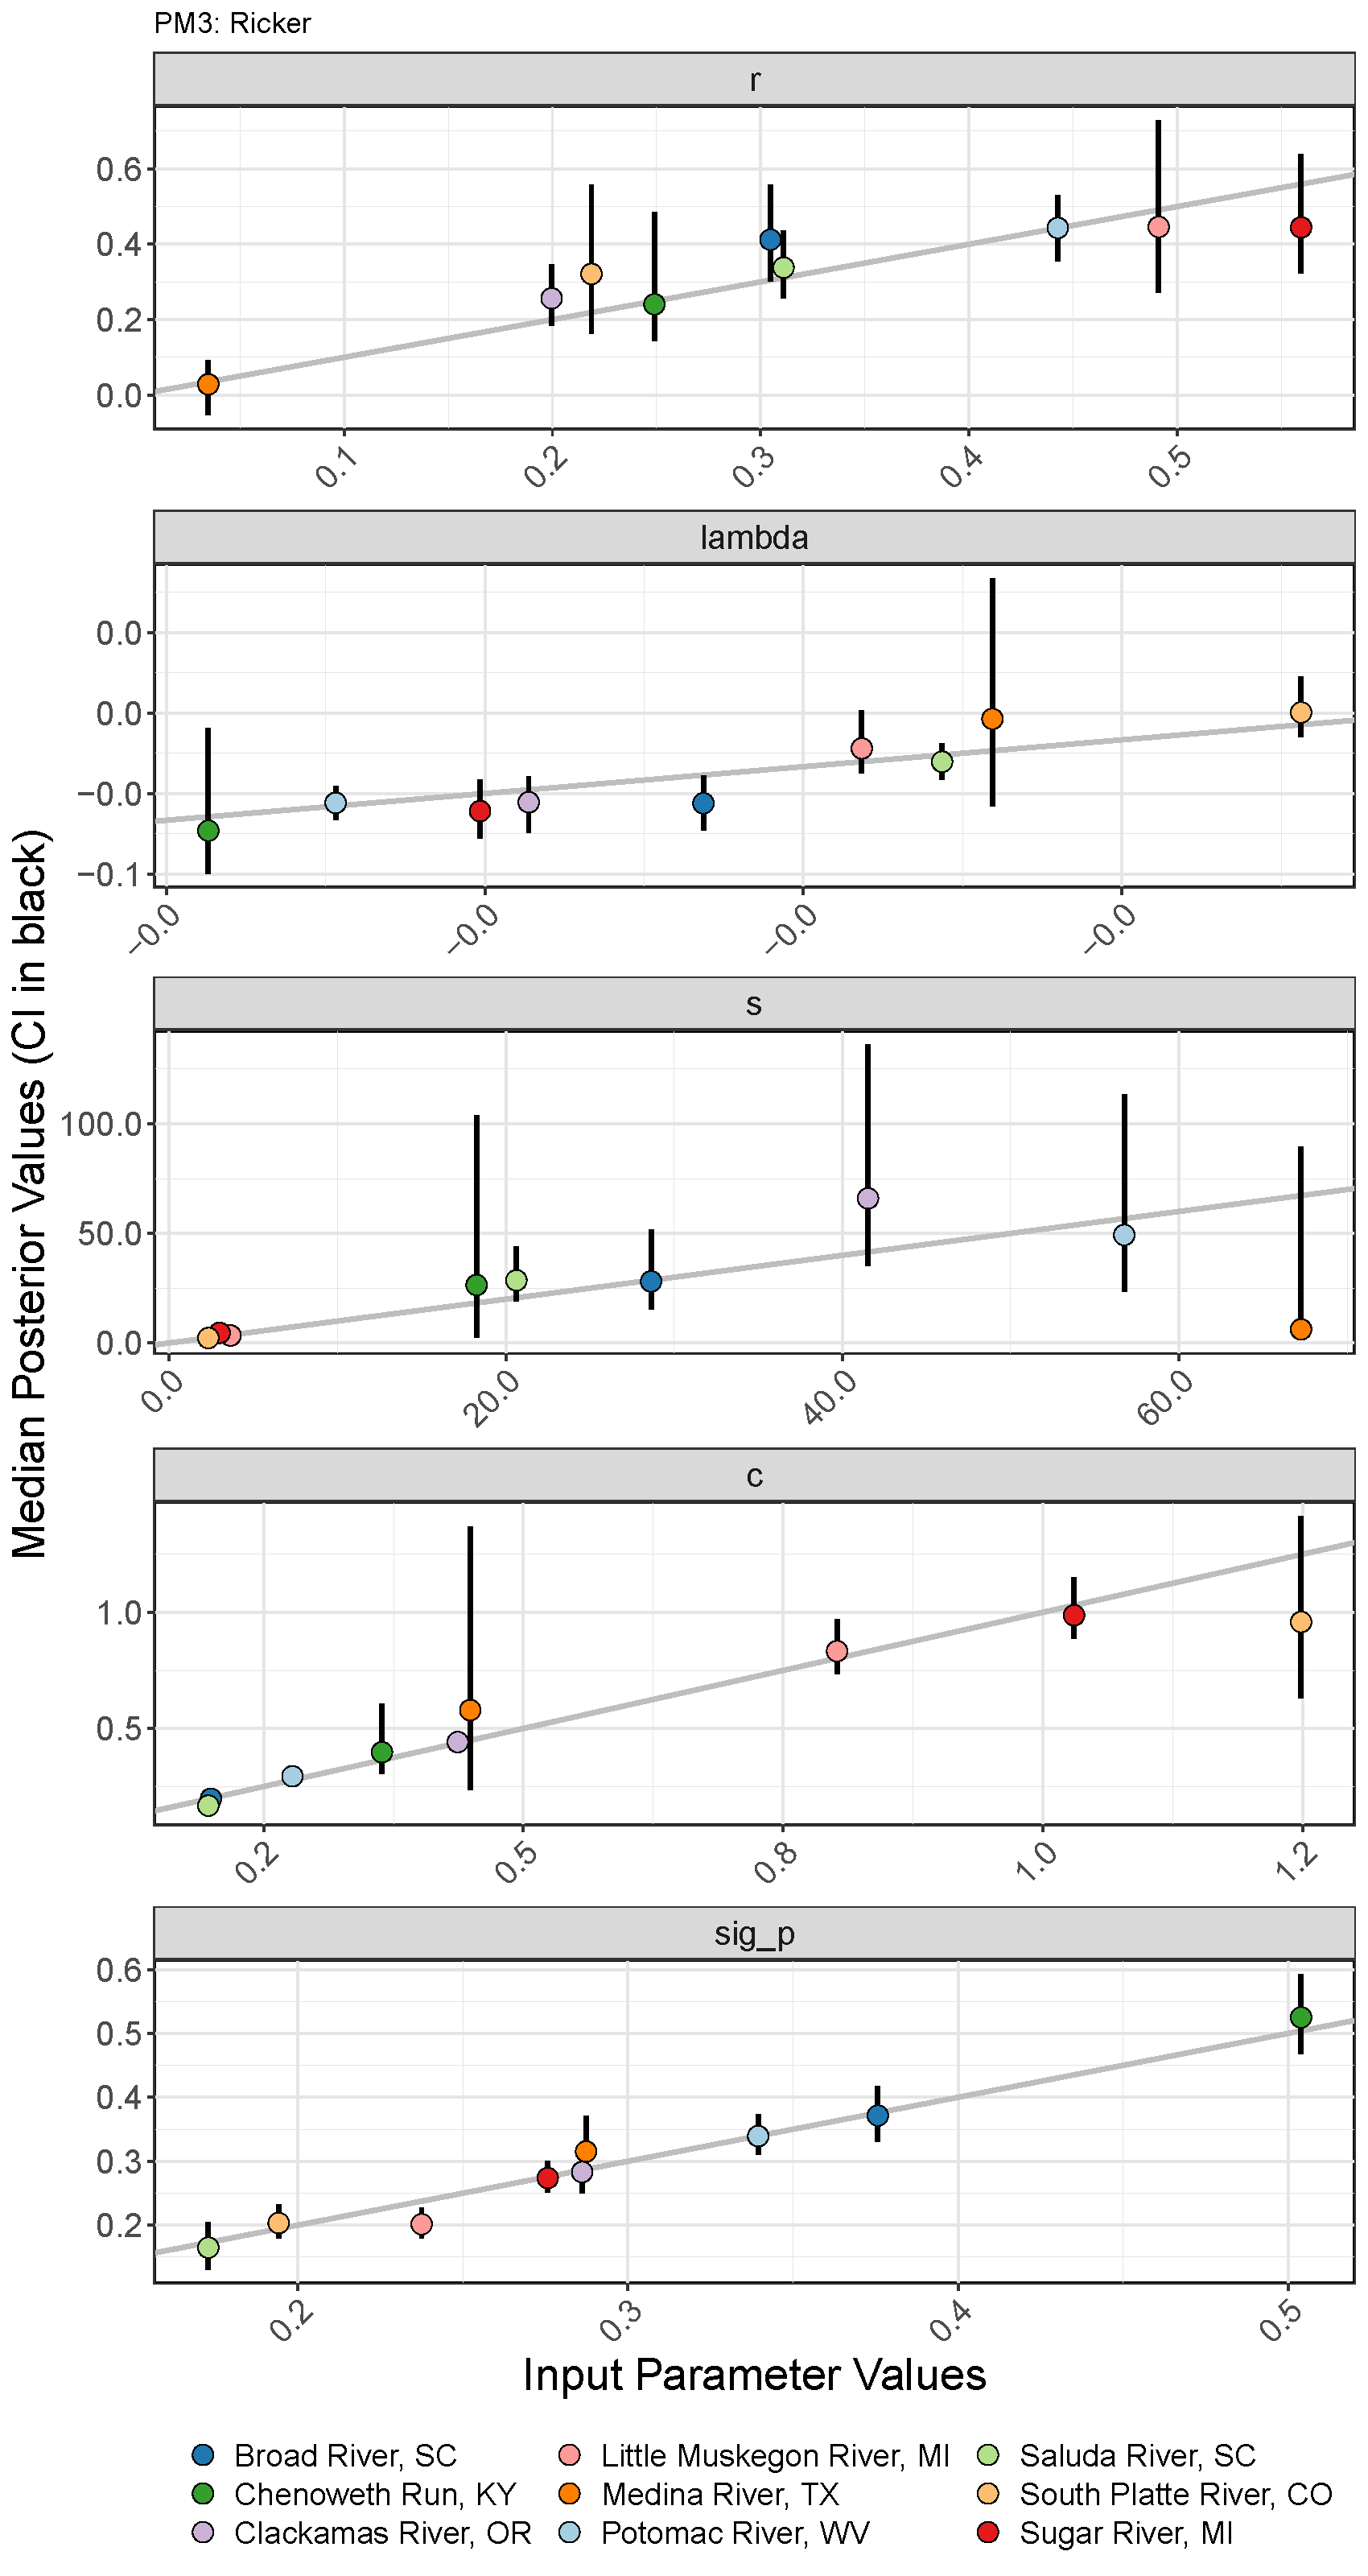 PM3: Ricker
r
0.6
0.4
0.2
0.0
0.1
0.2
0.3
0.4
0.5
lambda
0.0
0.0
−0.0
−0.1
−0.0
−0.0
−0.0
−0.0
s
100.0
50.0
0.0
0.0
20.0
40.0
60.0
c
1.0
0.5
0.2
0.5
0.8
1.0
1.2
sig_p
0.6
0.5
0.4
0.3
0.2
0.2
0.3
0.4
0.5
Median Posterior Values (CI in black)
Input Parameter Values
Broad River, SC
Little Muskegon River, MI
Saluda River, SC
Chenoweth Run, KY
Medina River, TX
South Platte River, CO
Clackamas River, OR
Potomac River, WV
Sugar River, MI